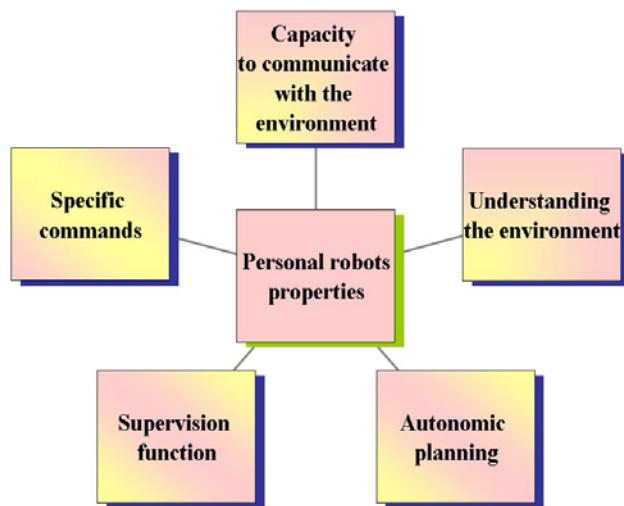 Capacity
to communicate
with the
environment
Specific
commands
Understanding
the environment
Personal robots
properties
Supervision
function
Autonomic
planning